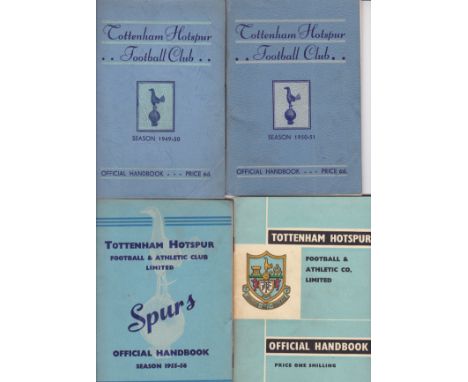 Tottenham Hotspur
. . Football Club . .
SEASON 1949-50
OFFICIAL HANDBOOK - - - PRICE 6d.
Tottenham Hotspur
. . Football Club . .
SEASON 1950-51
OFFICIAL HANDBOOK - - - PRICE 6d.
TOTTENHAM HOTSPUR
FOOTBALL & ATHLETIC CLUB
LIMITED
Spurs
OFFICIAL HANDBOOK
SEASON 1955-56
TOTTENHAM HOTSPUR
FOOTBALL &
ATHLETIC CO.
LIMITED
OFFICIAL HANDBOOK
PRICE ONE SHILLING